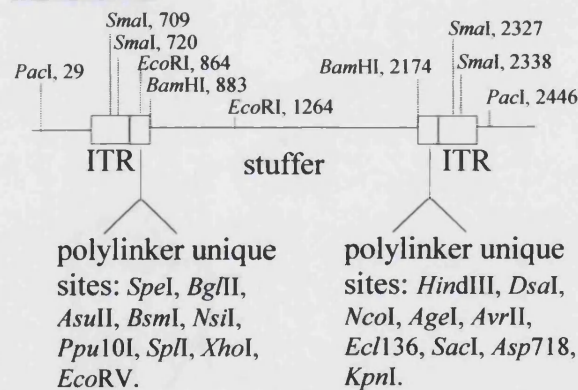 SmaI, 709
SmaI, 720
EcoRI, 864
BamHI, 883
PacI, 29
EcoRI, 1264
BamHI, 2174
SmaI, 2327
SmaI, 2338
PacI, 2446
ITR
stuffer
ITR
polylinker unique
sites: SpeI, BglII,
AsuII, BsmI, NsiI,
Ppu10I, SplI, XhoI,
EcoRV.
polylinker unique
sites: HindIII, DsaI,
NcoI, AgeI, AvrII,
Ecl136, SacI, Asp718,
KpnI.